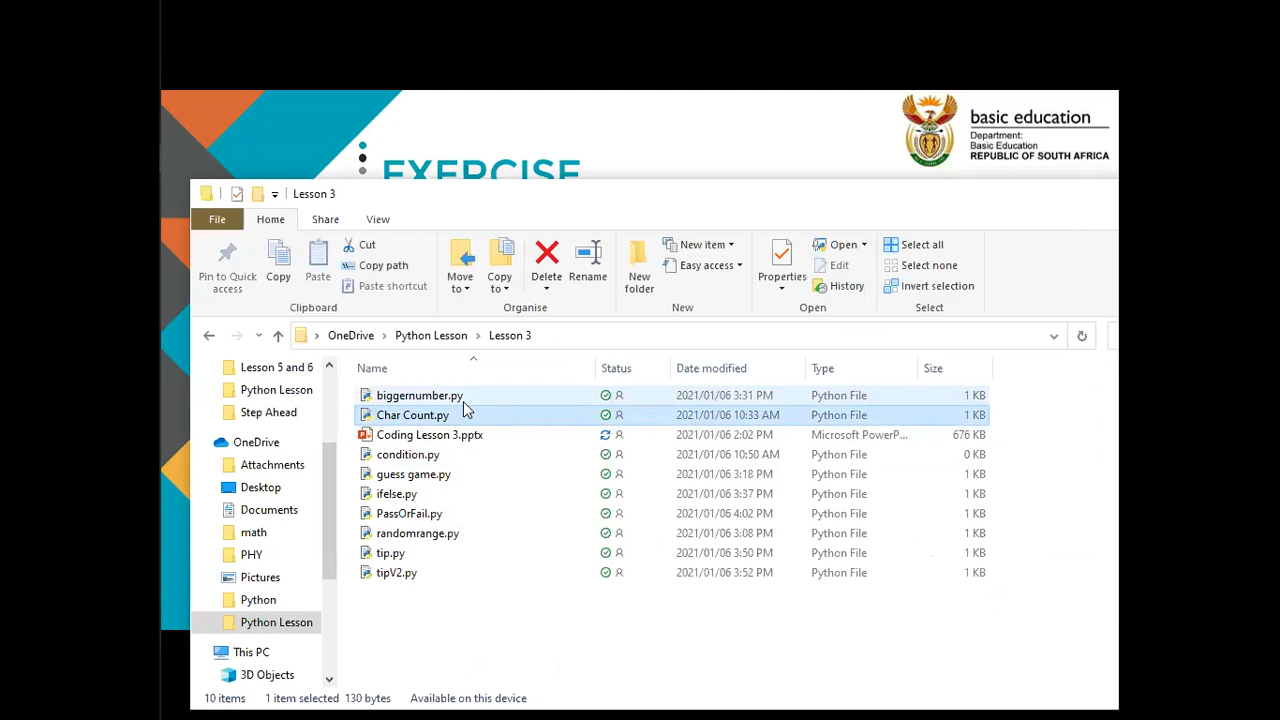 basic education
Department:
Basic Education
REPUBLIC OF SOUTH AFRICA
EXERCISE
Lesson 3
File Home Share View
Pin to Quick access
Copy
Paste
Cut
Copy path
Paste shortcut
Clipboard
Move to
Copy to
Delete
Rename
Organise
New folder
New item
Easy access
New
Properties
Open
Edit
History
Open
Select all
Select none
Invert selection
Select
OneDrive > Python Lesson > Lesson 3
Lesson 5 and 6
Python Lesson
Step Ahead
OneDrive
Attachments
Desktop
Documents
math
PHY
Pictures
Python
Python Lesson
This PC
3D Objects
Name Status Date modified Type Size
biggernumber.py 2021/01/06 3:31 PM Python File 1 KB
Char Count.py 2021/01/06 10:33 AM Python File 1 KB
Coding Lesson 3.pptx 2021/01/06 2:02 PM Microsoft PowerP... 676 KB
condition.py 2021/01/06 10:50 AM Python File 0 KB
guess game.py 2021/01/06 3:18 PM Python File 1 KB
ifelse.py 2021/01/06 3:37 PM Python File 1 KB
PassOrFail.py 2021/01/06 4:02 PM Python File 1 KB
randomrange.py 2021/01/06 3:08 PM Python File 1 KB
tip.py 2021/01/06 3:50 PM Python File 1 KB
tipV2.py 2021/01/06 3:52 PM Python File 1 KB
10 items 1 item selected 130 bytes Available on this device